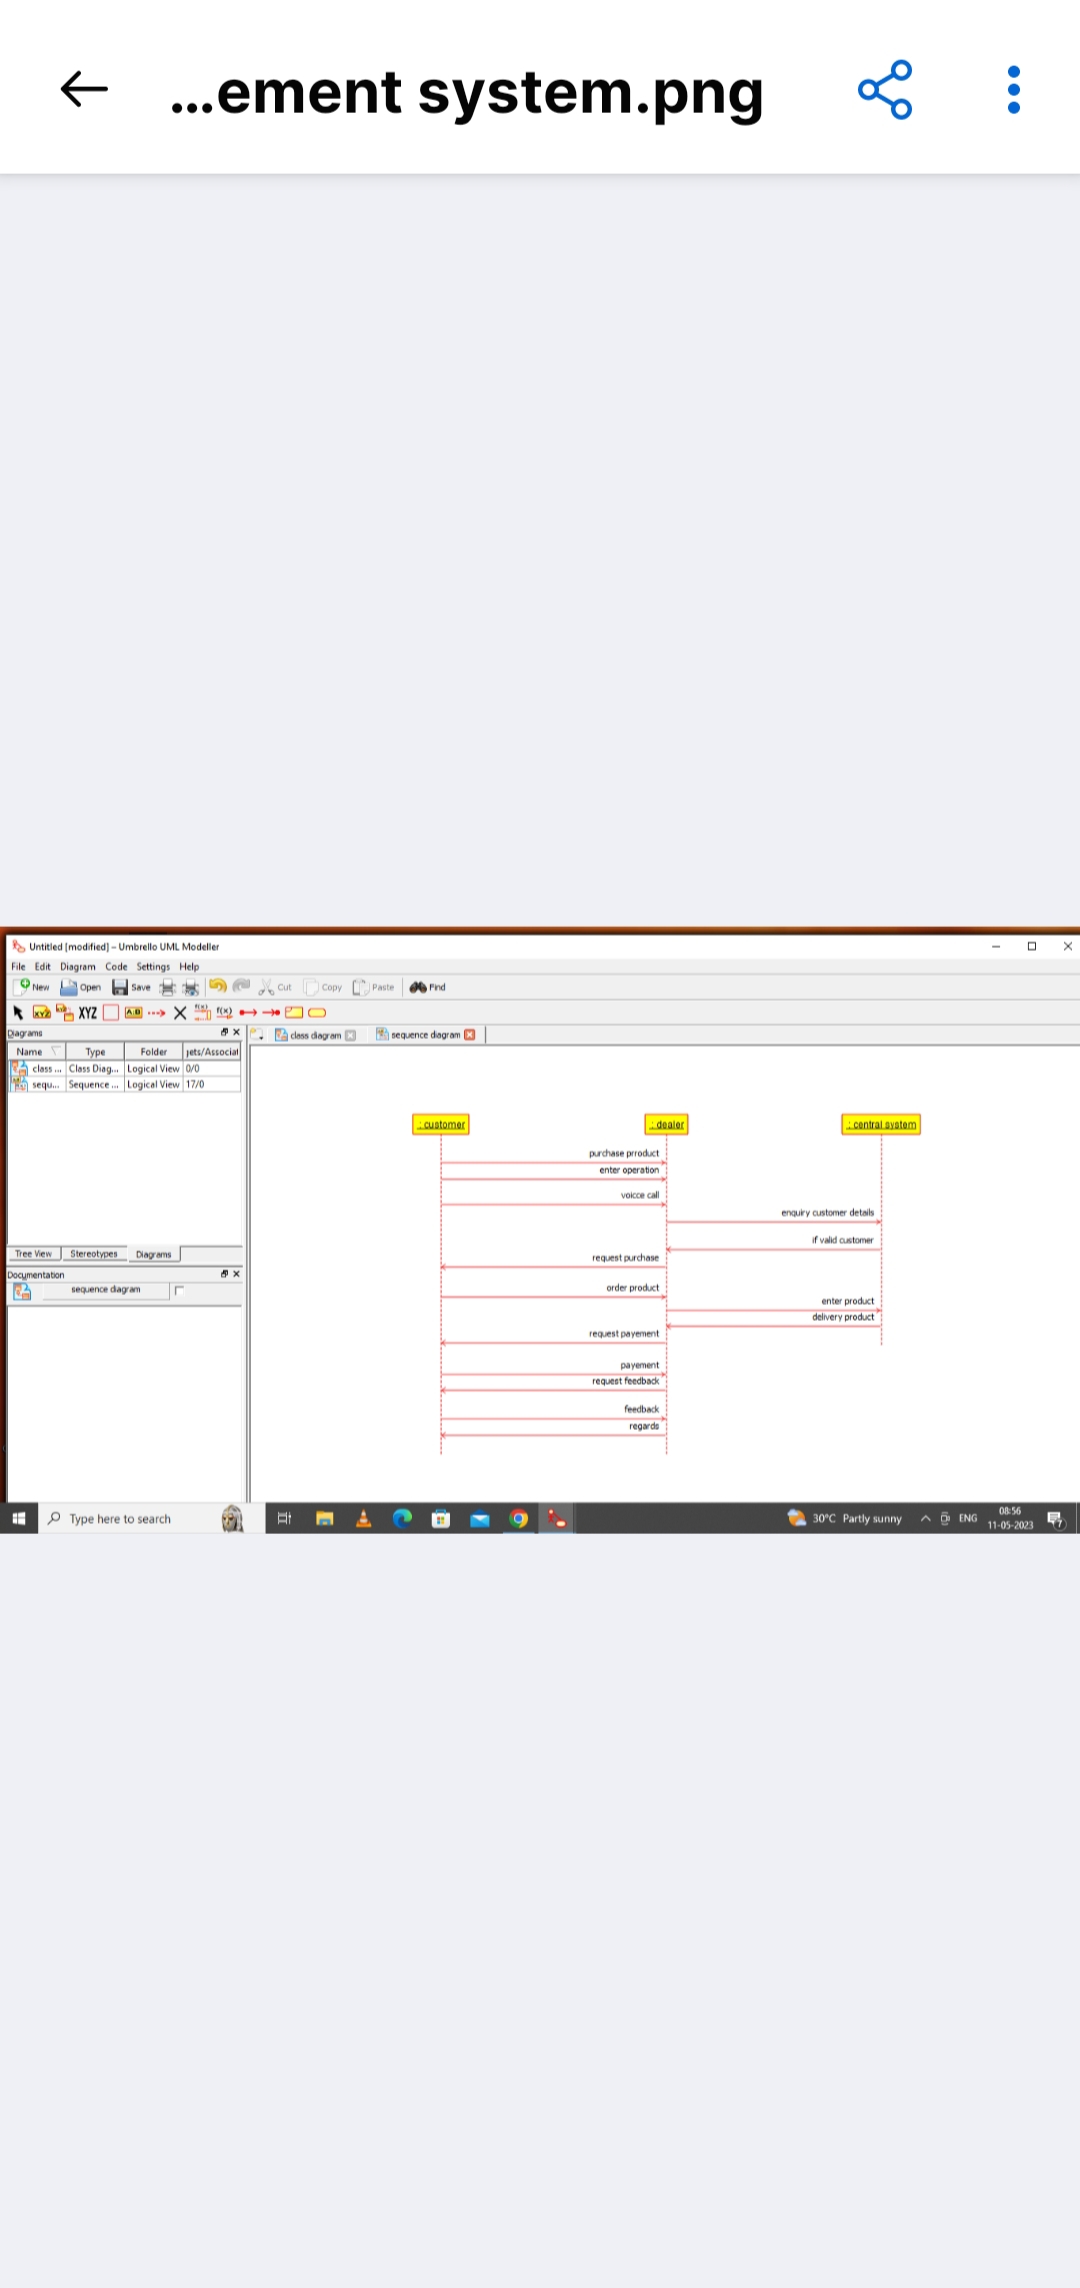 ...ement system.png
Untitled [modified] – Umbrello UML Modeller
File Edit Diagram Code Settings Help
New Open Save Cut Copy Paste Find
XYZ
Diagrams
class diagram sequence diagram
Name Type Folder jets/Associat
class ... Class Diag... Logical View 0/0
sequ... Sequence ... Logical View 17/0
: customer : dealer : central system
purchase prroduct
enter operation
voicce call
enquiry customer details
if valid customer
request purchase
order product
enter product
delivery product
request payement
payement
request feedback
feedback
regards
Tree View Stereotypes Diagrams
Documentation
sequence diagram
Type here to search
30°C Partly sunny
ENG
08:56
11-05-2023
7